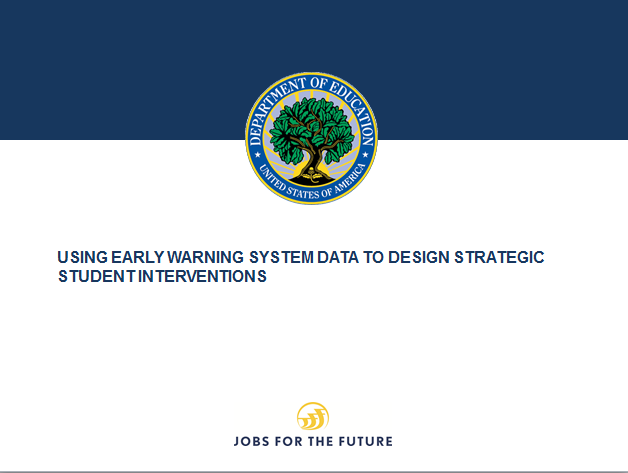 DEPARTMENT OF EDUCATION
UNITED STATES OF AMERICA
USING EARLY WARNING SYSTEM DATA TO DESIGN STRATEGIC
STUDENT INTERVENTIONS
JOBS FOR THE FUTURE